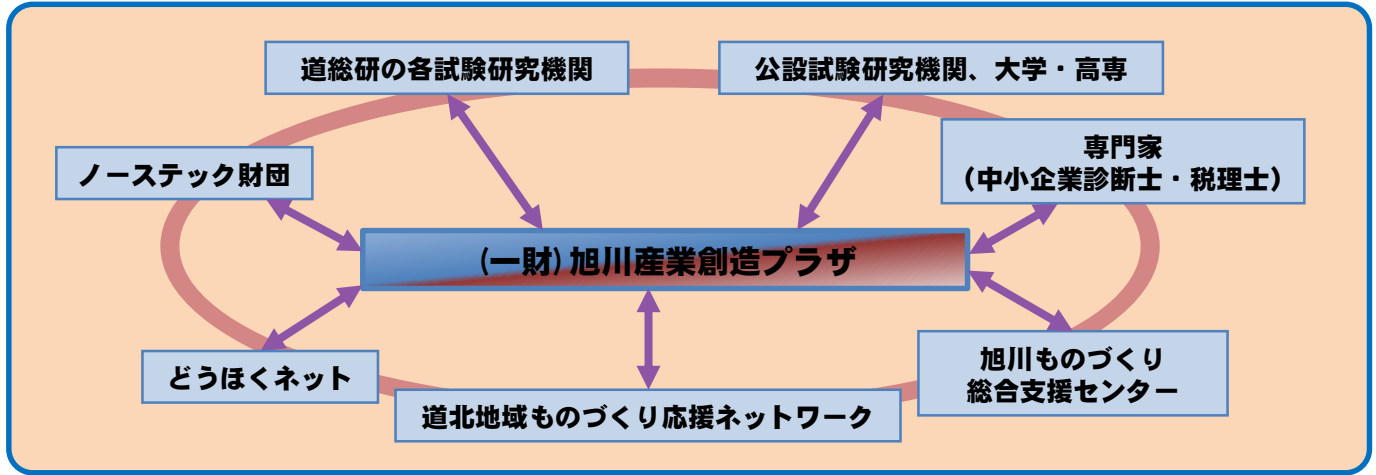 道総研の各試験研究機関
公設試験研究機関、大学・高専
ノーステック財団
専門家
（中小企業診断士・税理士）
(一財)旭川産業創造プラザ
どうほくネット
旭川ものづくり
総合支援センター
道北地域ものづくり応援ネットワーク